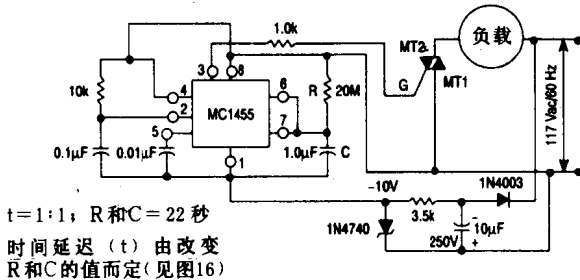 1.0k
负载
MT2
G
MT1
117 Vac/60 Hz
10k
3
8
4
2
5
MC1455
6
7
1
R
20M
0.1μF
0.01μF
1.0μF
C
-10V
1N4003
1N4740
3.5k
10μF
250V
-
+
t=1·1; R和C=22秒
时间延迟 (t) 由改变
R和C的值而定(见图16)